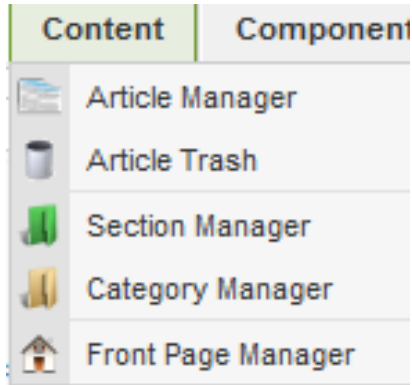 Content Component
Article Manager
Article Trash
Section Manager
Category Manager
Front Page Manager